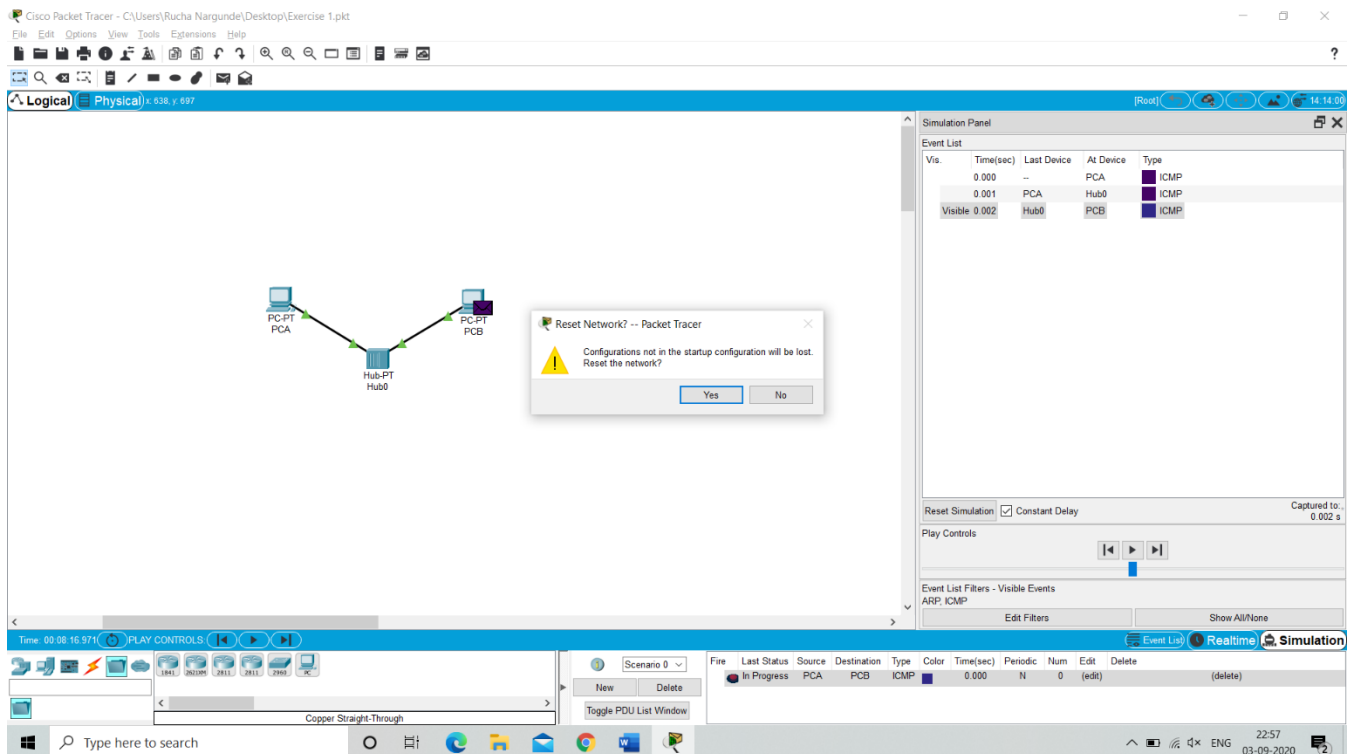 Cisco Packet Tracer - C:\Users\Rucha Nargunde\Desktop\Exercise 1.pkt
File Edit Options View Tools Extensions Help
?
Logical Physical x: 638, y: 697 [Root] 14:14:00
Simulation Panel
Event List
Vis. Time(sec) Last Device At Device Type
0.000 -- PCA ICMP
0.001 PCA Hub0 ICMP
Visible 0.002 Hub0 PCB ICMP
PC-PT
PCA
PC-PT
PCB
Hub-PT
Hub0
Reset Network? -- Packet Tracer
Configurations not in the startup configuration will be lost.
Reset the network?
Yes No
Reset Simulation Constant Delay Captured to:
0.002 s
Play Controls
Event List Filters - Visible Events
ARP, ICMP
Edit Filters Show All/None
Time: 00:08:16.971 PLAY CONTROLS: Event List Realtime Simulation
1841 2621XM 2811 2811 2960 PC
Copper Straight-Through
Scenario 0
New Delete
Toggle PDU List Window
Fire Last Status Source Destination Type Color Time(sec) Periodic Num Edit Delete
In Progress PCA PCB ICMP 0.000 N 0 (edit) (delete)
Type here to search
ENG
22:57
03-09-2020
2